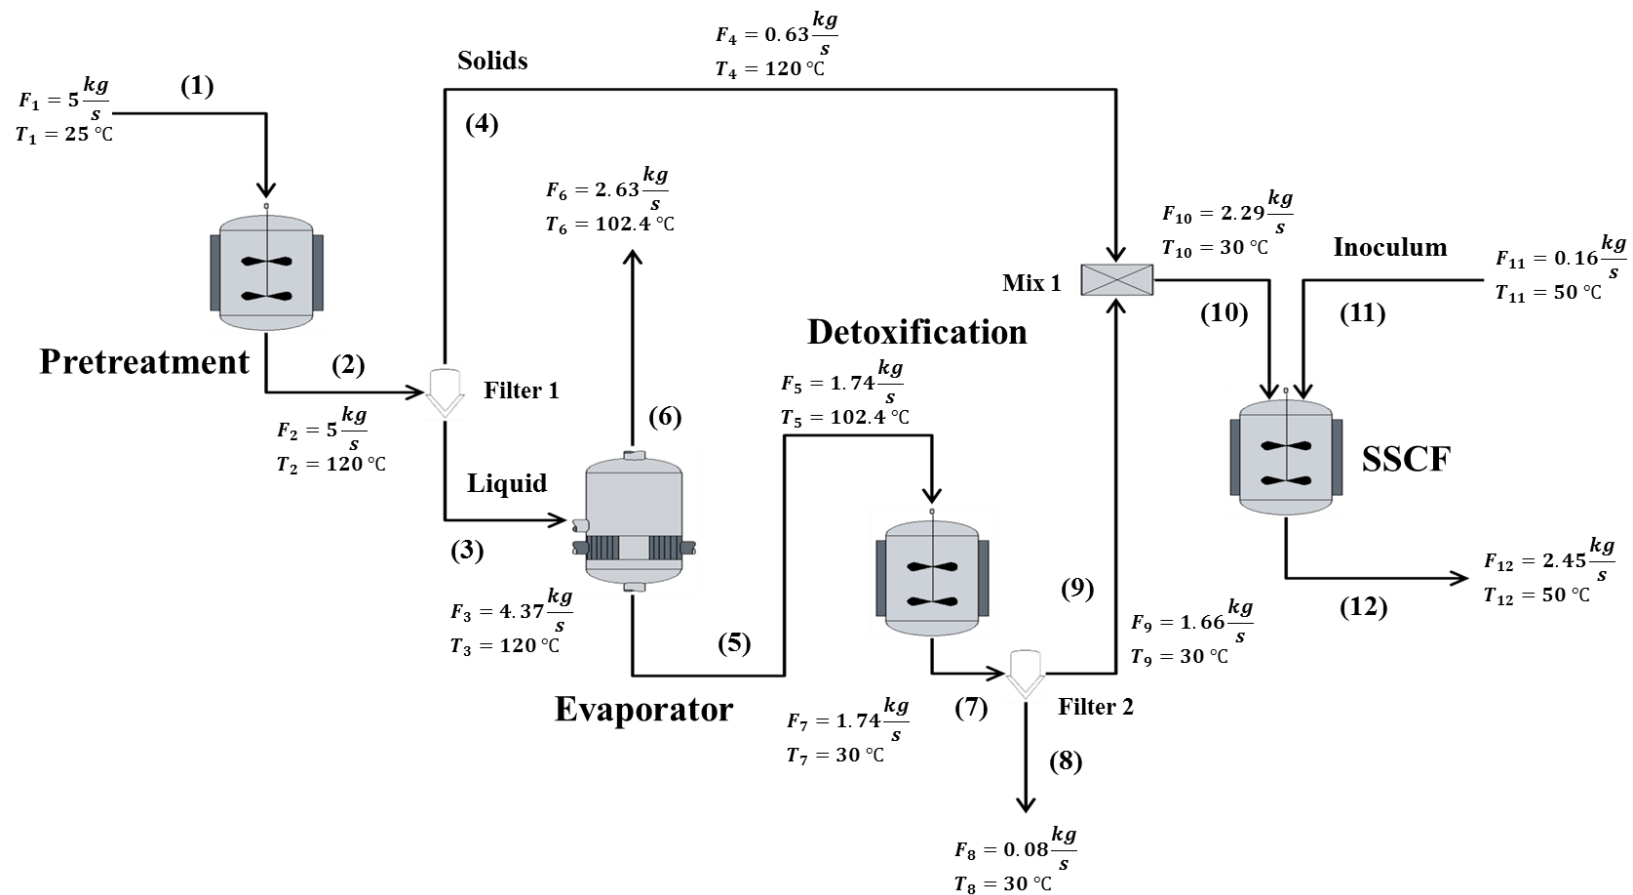 F₄ = 0.63 kg/s
T₄ = 120 °C
Solids
(1)
F₁ = 5 kg/s
T₁ = 25 °C
(4)
F₆ = 2.63 kg/s
T₆ = 102.4 °C
F₁₀ = 2.29 kg/s
T₁₀ = 30 °C
Inoculum
F₁₁ = 0.16 kg/s
T₁₁ = 50 °C
Mix 1
(10)
(11)
Detoxification
Pretreatment
(2)
Filter 1
F₅ = 1.74 kg/s
T₅ = 102.4 °C
(6)
F₂ = 5 kg/s
T₂ = 120 °C
SSCF
Liquid
(3)
(9)
F₁₂ = 2.45 kg/s
T₁₂ = 50 °C
(12)
F₃ = 4.37 kg/s
T₃ = 120 °C
(5)
F₉ = 1.66 kg/s
T₉ = 30 °C
Evaporator
F₇ = 1.74 kg/s
T₇ = 30 °C
(7)
Filter 2
(8)
F₈ = 0.08 kg/s
T₈ = 30 °C